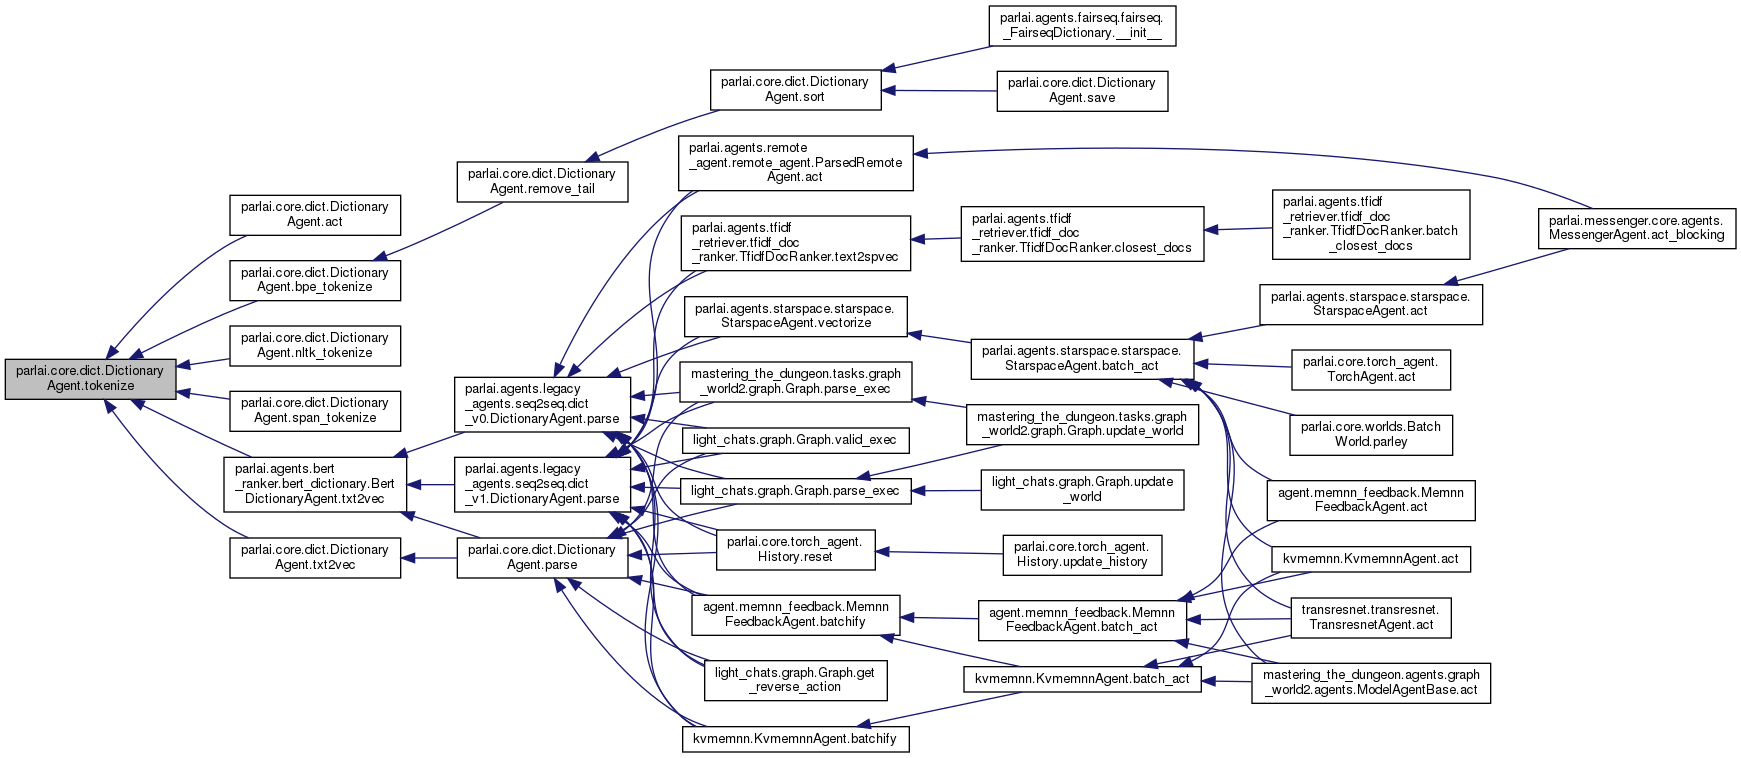 parlai.core.dict.Dictionary
Agent.tokenize
parlai.core.dict.Dictionary
Agent.act
parlai.core.dict.Dictionary
Agent.bpe_tokenize
parlai.core.dict.Dictionary
Agent.nltk_tokenize
parlai.core.dict.Dictionary
Agent.span_tokenize
parlai.agents.bert
_ranker.bert_dictionary.Bert
DictionaryAgent.txt2vec
parlai.core.dict.Dictionary
Agent.txt2vec
parlai.core.dict.Dictionary
Agent.remove_tail
parlai.agents.legacy
_agents.seq2seq.dict
_v0.DictionaryAgent.parse
parlai.agents.legacy
_agents.seq2seq.dict
_v1.DictionaryAgent.parse
parlai.core.dict.Dictionary
Agent.parse
parlai.core.dict.Dictionary
Agent.sort
parlai.agents.remote
_agent.remote_agent.ParsedRemote
Agent.act
parlai.agents.tfidf
_retriever.tfidf_doc
_ranker.TfidfDocRanker.text2spvec
parlai.agents.starspace.starspace.
StarspaceAgent.vectorize
mastering_the_dungeon.tasks.graph
_world2.graph.Graph.parse_exec
light_chats.graph.Graph.valid_exec
light_chats.graph.Graph.parse_exec
parlai.core.torch_agent.
History.reset
agent.memnn_feedback.Memnn
FeedbackAgent.batchify
light_chats.graph.Graph.get
_reverse_action
kvmemnn.KvmemnnAgent.batchify
parlai.agents.fairseq.fairseq.
_FairseqDictionary.__init__
parlai.core.dict.Dictionary
Agent.save
parlai.agents.tfidf
_retriever.tfidf_doc
_ranker.TfidfDocRanker.closest_docs
parlai.agents.starspace.starspace.
StarspaceAgent.batch_act
mastering_the_dungeon.tasks.graph
_world2.graph.Graph.update_world
light_chats.graph.Graph.update
_world
parlai.core.torch_agent.
History.update_history
agent.memnn_feedback.Memnn
FeedbackAgent.batch_act
kvmemnn.KvmemnnAgent.batch_act
parlai.agents.tfidf
_retriever.tfidf_doc
_ranker.TfidfDocRanker.batch
_closest_docs
parlai.agents.starspace.starspace.
StarspaceAgent.act
parlai.core.torch_agent.
TorchAgent.act
parlai.core.worlds.Batch
World.parley
agent.memnn_feedback.Memnn
FeedbackAgent.act
kvmemnn.KvmemnnAgent.act
transresnet.transresnet.
TransresnetAgent.act
mastering_the_dungeon.agents.graph
_world2.agents.ModelAgentBase.act
parlai.messenger.core.agents.
MessengerAgent.act_blocking